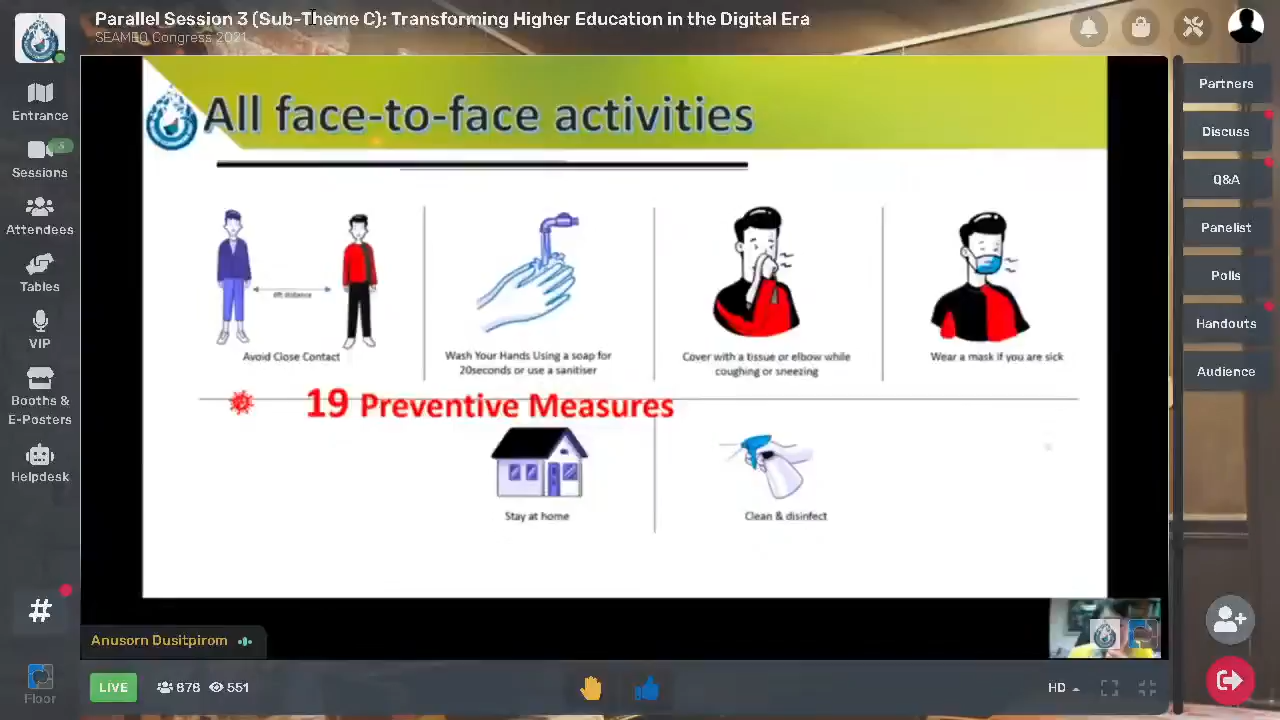 Parallel Session 3 (Sub-Theme C): Transforming Higher Education in the Digital Era
SEAMEO Congress 2021
Entrance
Sessions
Attendees
Tables
VIP
Booths &
E-Posters
Helpdesk
#
Floor
All face-to-face activities
6ft distance
Avoid Close Contact
Wash Your Hands Using a soap for
20seconds or use a sanitiser
Cover with a tissue or elbow while
coughing or sneezing
Wear a mask if you are sick
19 Preventive Measures
Stay at home
Clean & disinfect
Anusorn Dusitpirom
LIVE
876
551
HD
Partners
Discuss
Q&A
Panelist
Polls
Handouts
Audience